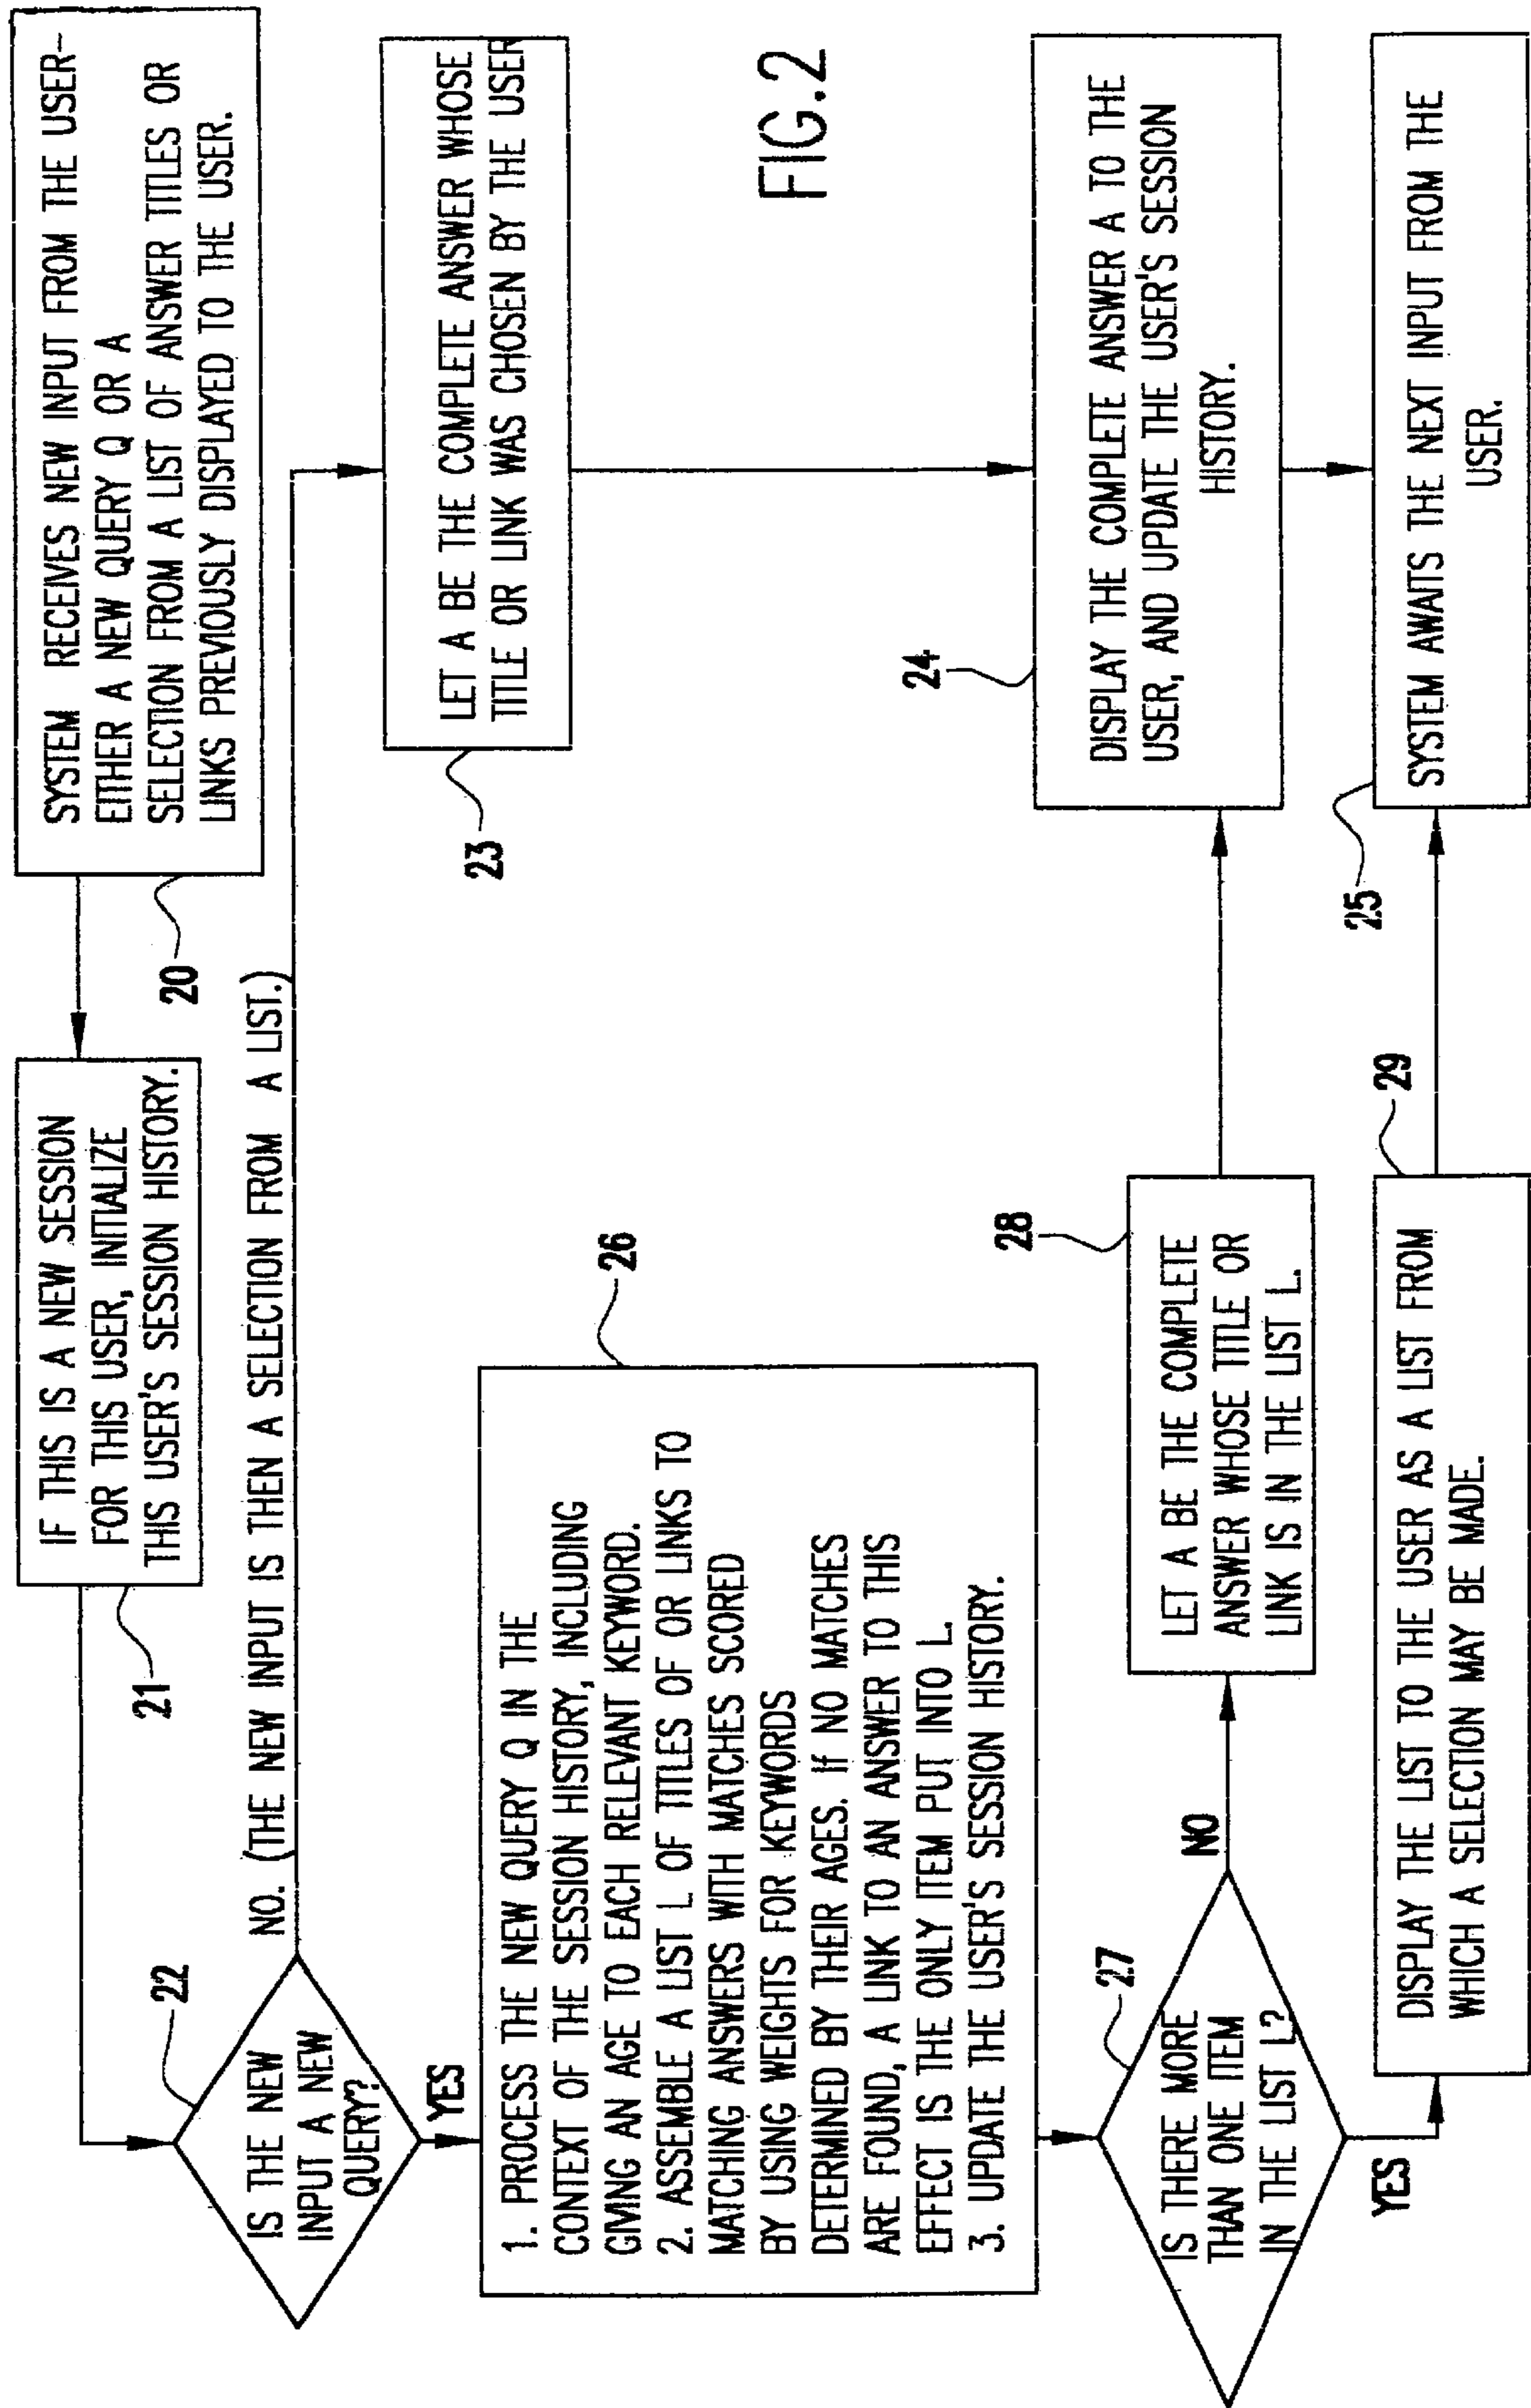 SYSTEM RECEIVES NEW INPUT FROM THE USER-
EITHER A NEW QUERY Q OR A
SELECTION FROM A LIST OF ANSWER TITLES OR
LINKS PREVIOUSLY DISPLAYED TO THE USER.
20
IF THIS IS A NEW SESSION
FOR THIS USER, INITIALIZE
THIS USER'S SESSION HISTORY.
21
22
IS THE NEW
INPUT A NEW
QUERY?
NO. (THE NEW INPUT IS THEN A SELECTION FROM A LIST.)
YES
LET A BE THE COMPLETE ANSWER WHOSE
TITLE OR LINK WAS CHOSEN BY THE USER
23
26
1. PROCESS THE NEW QUERY Q IN THE
CONTEXT OF THE SESSION HISTORY, INCLUDING
GIVING AN AGE TO EACH RELEVANT KEYWORD.
2. ASSEMBLE A LIST L OF TITLES OF OR LINKS TO
MATCHING ANSWERS WITH MATCHES SCORED
BY USING WEIGHTS FOR KEYWORDS
DETERMINED BY THEIR AGES. If NO MATCHES
ARE FOUND, A LINK TO AN ANSWER TO THIS
EFFECT IS THE ONLY ITEM PUT INTO L.
3. UPDATE THE USER'S SESSION HISTORY.
FIG.2
27
IS THERE MORE
THAN ONE ITEM
IN THE LIST L?
NO
YES
28
LET A BE THE COMPLETE
ANSWER WHOSE TITLE OR
LINK IS IN THE LIST L.
24
DISPLAY THE COMPLETE ANSWER A TO THE
USER, AND UPDATE THE USER'S SESSION
HISTORY.
29
DISPLAY THE LIST TO THE USER AS A LIST FROM
WHICH A SELECTION MAY BE MADE.
25
SYSTEM AWAITS THE NEXT INPUT FROM THE
USER.